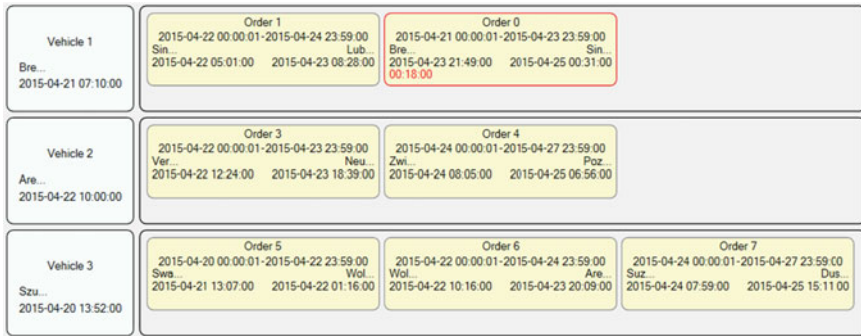 Vehicle 1
Bre...
2015-04-21 07:10:00
Order 1
2015-04-22 00:00:01-2015-04-24 23:59:00
Sin... Lub...
2015-04-22 05:01:00 2015-04-23 08:28:00
Order 0
2015-04-21 00:00:01-2015-04-23 23:59:00
Bre... Sin...
2015-04-23 21:49:00 2015-04-25 00:31:00
00:18:00
Vehicle 2
Are...
2015-04-22 10:00:00
Order 3
2015-04-22 00:00:01-2015-04-23 23:59:00
Ver... Neu...
2015-04-22 12:24:00 2015-04-23 18:39:00
Order 4
2015-04-24 00:00:01-2015-04-27 23:59:00
Zwi... Poz...
2015-04-24 08:05:00 2015-04-25 06:56:00
Vehicle 3
Szu...
2015-04-20 13:52:00
Order 5
2015-04-20 00:00:01-2015-04-22 23:59:00
Swa... Wol...
2015-04-21 13:07:00 2015-04-22 01:16:00
Order 6
2015-04-22 00:00:01-2015-04-24 23:59:00
Wol... Are...
2015-04-22 10:16:00 2015-04-23 20:09:00
Order 7
2015-04-24 00:00:01-2015-04-27 23:59:00
Suz... Dus...
2015-04-24 07:59:00 2015-04-25 15:11:00